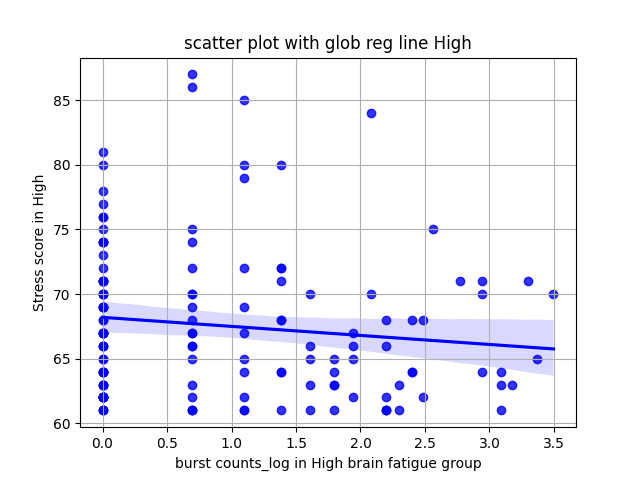 scatter plot with glob reg line High
Stress score in High
85
80
75
70
65
60
0.0 0.5 1.0 1.5 2.0 2.5 3.0 3.5
burst counts_log in High brain fatigue group